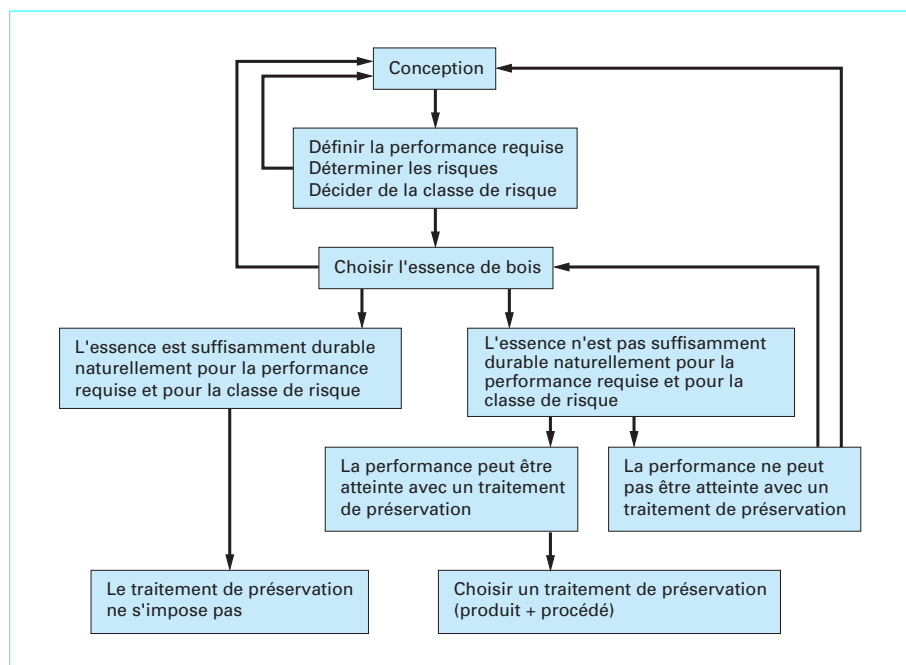 Conception
Définir la performance requise
Déterminer les risques
Décider de la classe de risque
Choisir l'essence de bois
L'essence est suffisamment durable
naturellement pour la performance
requise et pour la classe de risque
L'essence n'est pas suffisamment
durable naturellement pour la
performance requise et pour la
classe de risque
La performance peut être
atteinte avec un traitement
de préservation
La performance ne peut
pas être atteinte avec un
traitement de préservation
Le traitement de préservation
ne s'impose pas
Choisir un traitement de préservation
(produit + procédé)